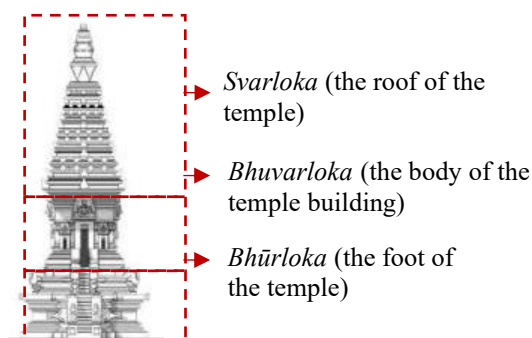 Svarloka (the roof of the
temple)
Bhuvarloka (the body of the
temple building)
Bhūrloka (the foot of
the temple)